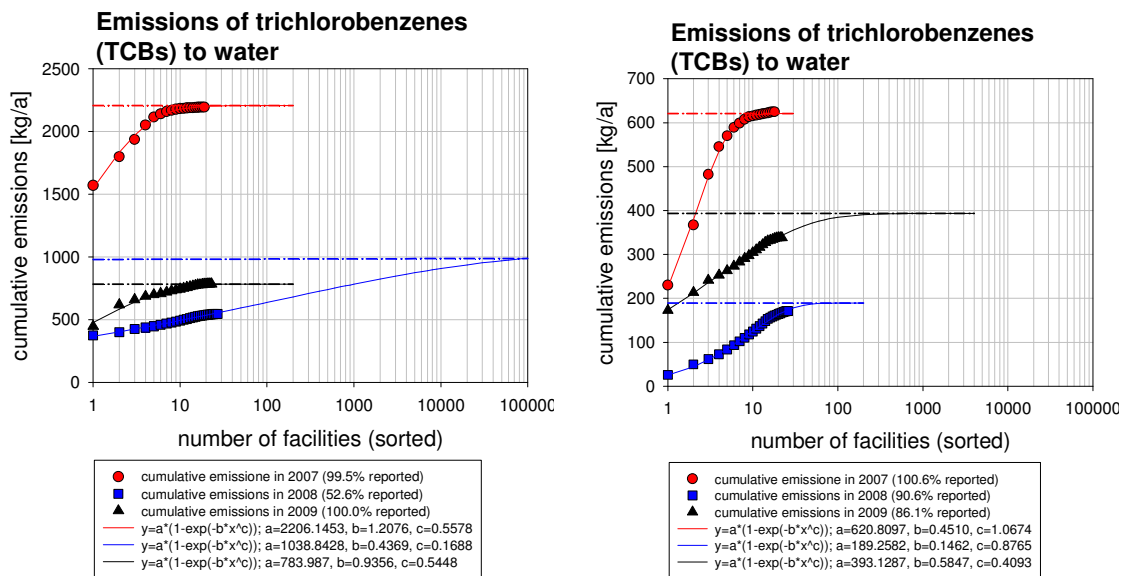 Emissions of trichlorobenzenes
(TCBs) to water
2500
2000
1500
1000
500
0
cumulative emissions [kg/a]
1
10
100
1000
10000
100000
number of facilities (sorted)
cumulative emissione in 2007 (99.5% reported)
cumulative emissions in 2008 (52.6% reported)
cumulative emissions in 2009 (100.0% reported)
y=a*(1-exp(-b*x^c)); a=2206.1453, b=1.2076, c=0.5578
y=a*(1-exp(-b*x^c)); a=1038.8428, b=0.4369, c=0.1688
y=a*(1-exp(-b*x^c)); a=783.987, b=0.9356, c=0.5448
Emissions of trichlorobenzenes
(TCBs) to water
700
600
500
400
300
200
100
0
cumulative emissions [kg/a]
1
10
100
1000
10000
100000
number of facilities (sorted)
cumulative emissions in 2007 (100.6% reported)
cumulative emissions in 2008 (90.6% reported)
cumulative emissions in 2009 (86.1% reported)
y=a*(1-exp(-b*x^c)); a=620.8097, b=0.4510, c=1.0674
y=a*(1-exp(-b*x^c)); a=189.2582, b=0.1462, c=0.8765
y=a*(1-exp(-b*x^c)); a=393.1287, b=0.5847, c=0.4093